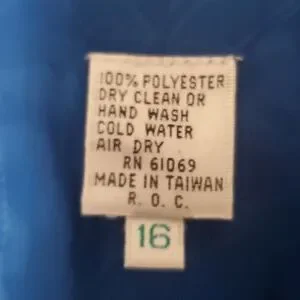 100% POLYESTER
DRY CLEAN OR
HAND WASH
COLD WATER
AIR DRY
RN 61069
MADE IN TAIWAN
R. O. C.
16